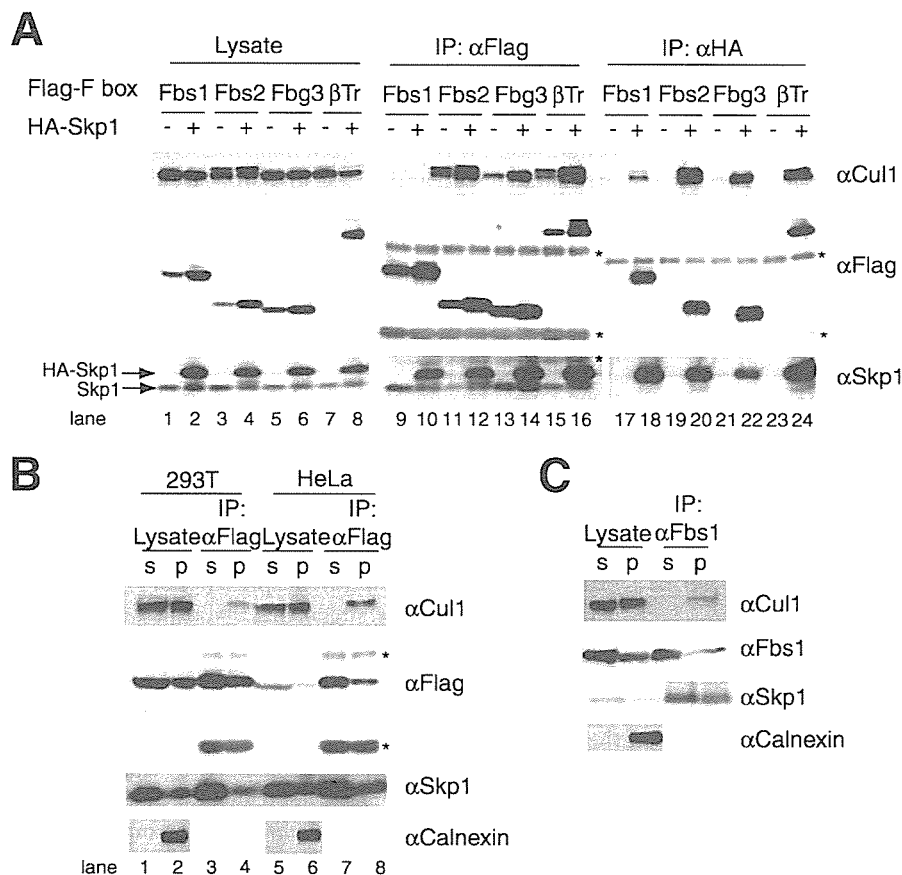 A
Lysate IP: αFlag IP: αHA
Flag-F box Fbs1 Fbs2 Fbg3 βTr Fbs1 Fbs2 Fbg3 βTr Fbs1 Fbs2 Fbg3 βTr
HA-Skp1 - + - + - + - + - + - + - + - + - + - + - + - +
αCul1
*
*
αFlag
*
*
*
HA-Skp1
αSkp1
Skp1
lane 1 2 3 4 5 6 7 8 9 10 11 12 13 14 15 16 17 18 19 20 21 22 23 24
B
293T HeLa
IP: IP:
Lysate αFlag Lysate αFlag
s p s p s p s p
αCul1
*
αFlag
*
αSkp1
αCalnexin
lane 1 2 3 4 5 6 7 8
C
IP:
Lysate αFbs1
s p s p
αCul1
αFbs1
αSkp1
αCalnexin